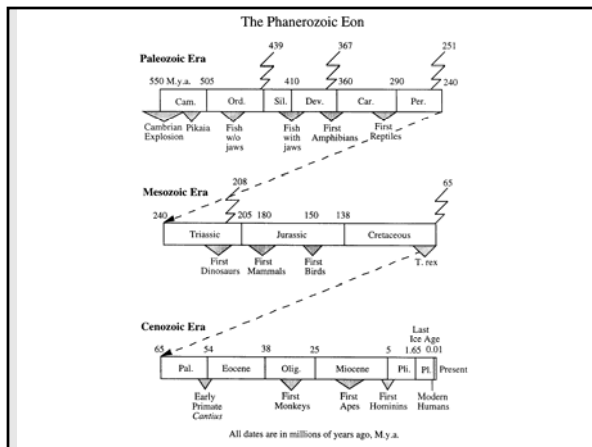 The Phanerozoic Eon
439 367 251
Paleozoic Era
550 M.y.a. 505 410 360 290 240
Cam. Ord. Sil. Dev. Car. Per.
Cambrian Explosion
Pikaia
Fish w/o jaws
Fish with jaws
First Amphibians
First Reptiles
208 65
Mesozoic Era
240 205 180 150 138
Triassic Jurassic Cretaceous
First Dinosaurs
First Mammals
First Birds
T. rex
Cenozoic Era
Last Ice Age
65 54 38 25 5 1.65 0.01
Pal. Eocene Olig. Miocene Pli. Pl. Present
Early Primate Cantius
First Monkeys
First Apes
First Hominins
Modern Humans
All dates are in millions of years ago, M.y.a.